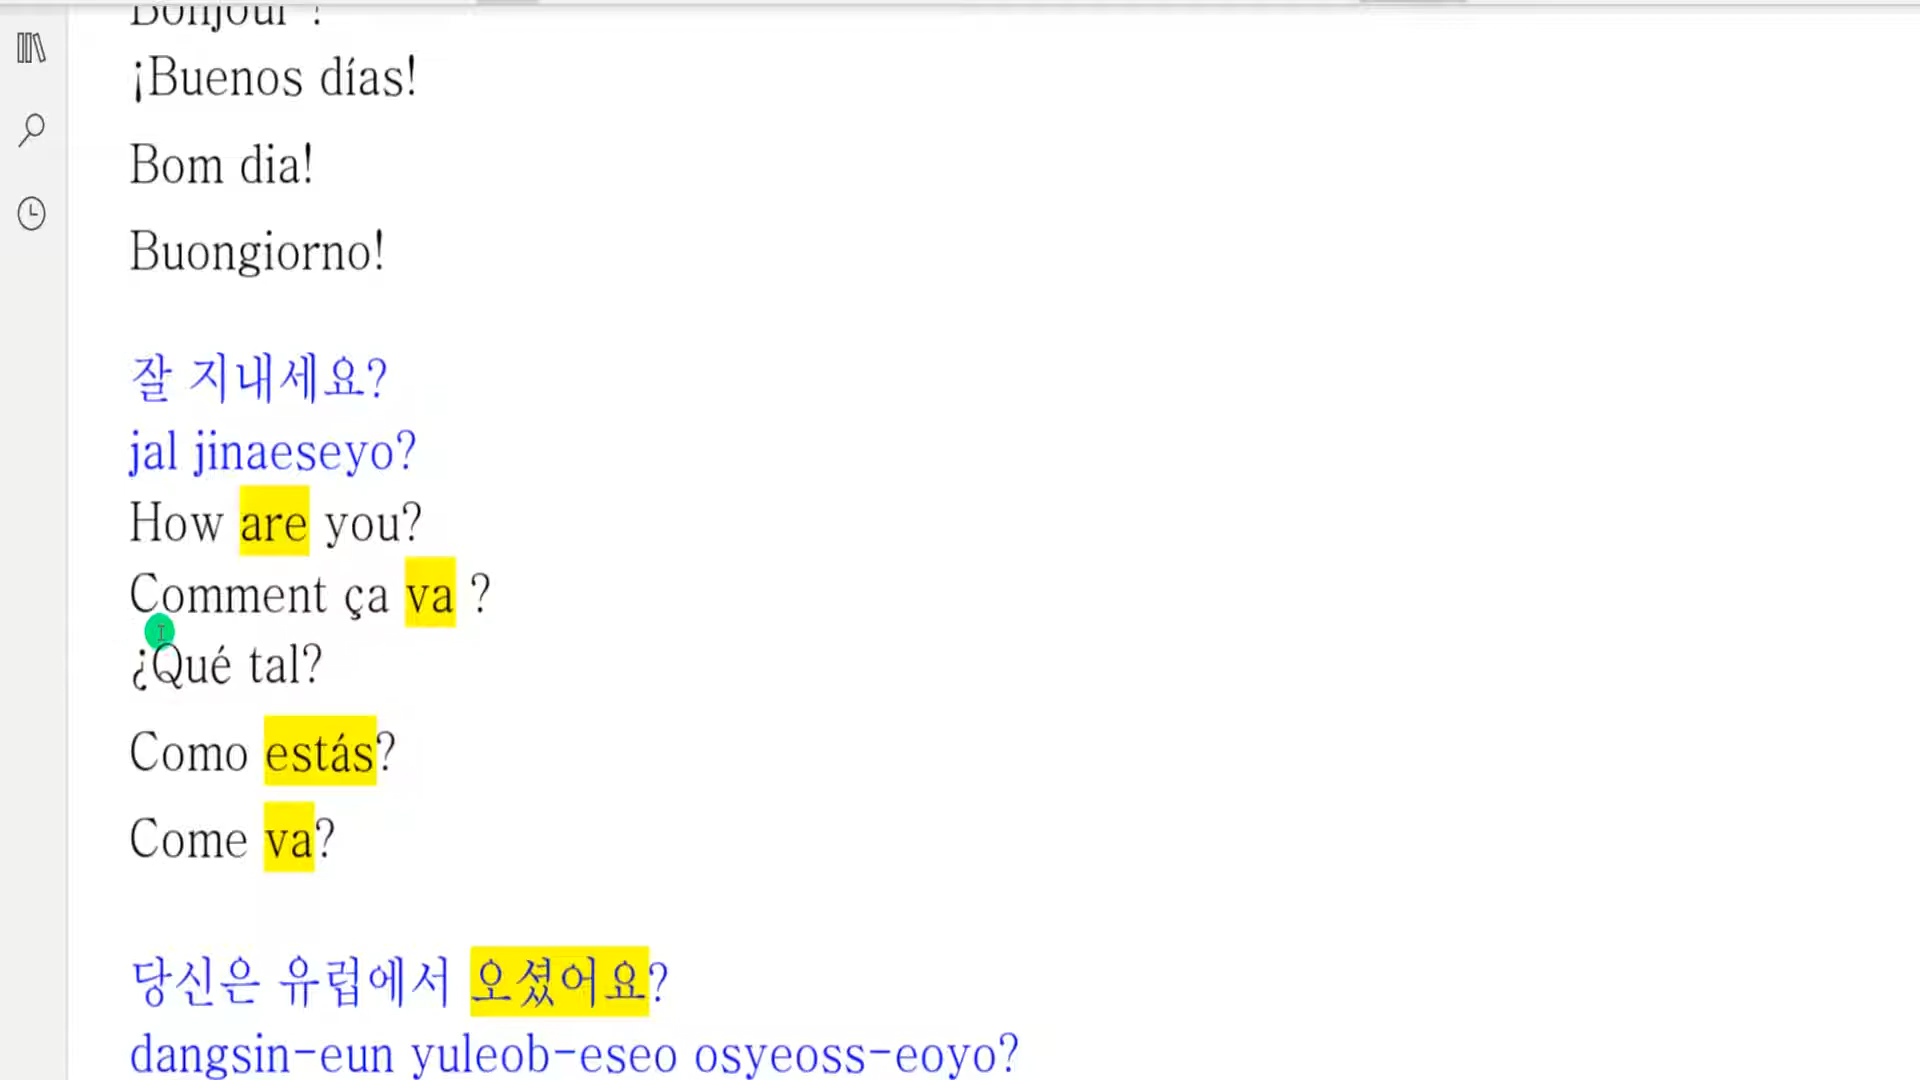 Bonjour !
¡Buenos días!
Bom dia!
Buongiorno!
잘 지내세요?
jal jinaeseyo?
How are you?
Comment ça va ?
¿Qué tal?
Como estás?
Come va?
당신은 유럽에서 오셨어요?
dangsin-eun yuleob-eseo osyeoss-eoyo?